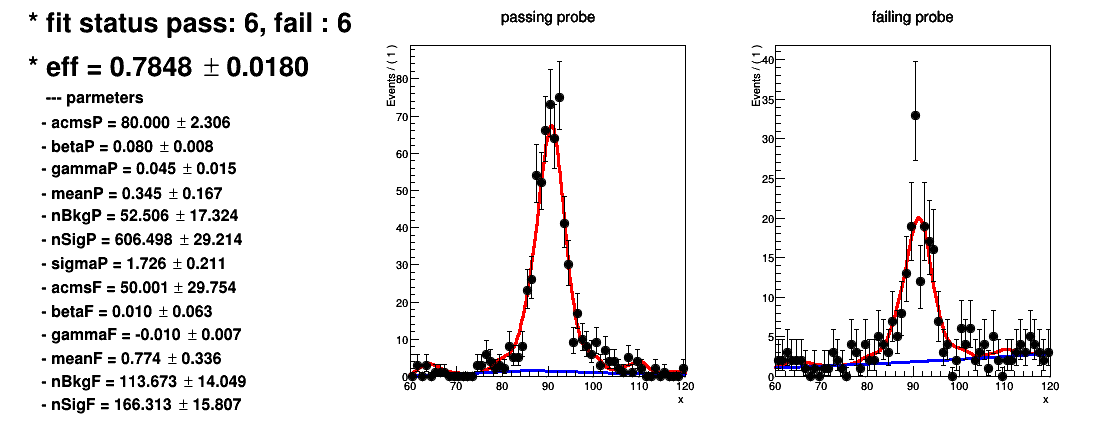 * fit status pass: 6, fail : 6
* eff = 0.7848 ± 0.0180
--- parmeters
- acmsP = 80.000 ± 2.306
- betaP = 0.080 ± 0.008
- gammaP = 0.045 ± 0.015
- meanP = 0.345 ± 0.167
- nBkgP = 52.506 ± 17.324
- nSigP = 606.498 ± 29.214
- sigmaP = 1.726 ± 0.211
- acmsF = 50.001 ± 29.754
- betaF = 0.010 ± 0.063
- gammaF = -0.010 ± 0.007
- meanF = 0.774 ± 0.336
- nBkgF = 113.673 ± 14.049
- nSigF = 166.313 ± 15.807
passing probe
Events / ( 1 )
80
70
60
50
40
30
20
10
0
60 70 80 90 100 110 120
x
failing probe
Events / ( 1 )
40
35
30
25
20
15
10
5
0
60 70 80 90 100 110 120
x